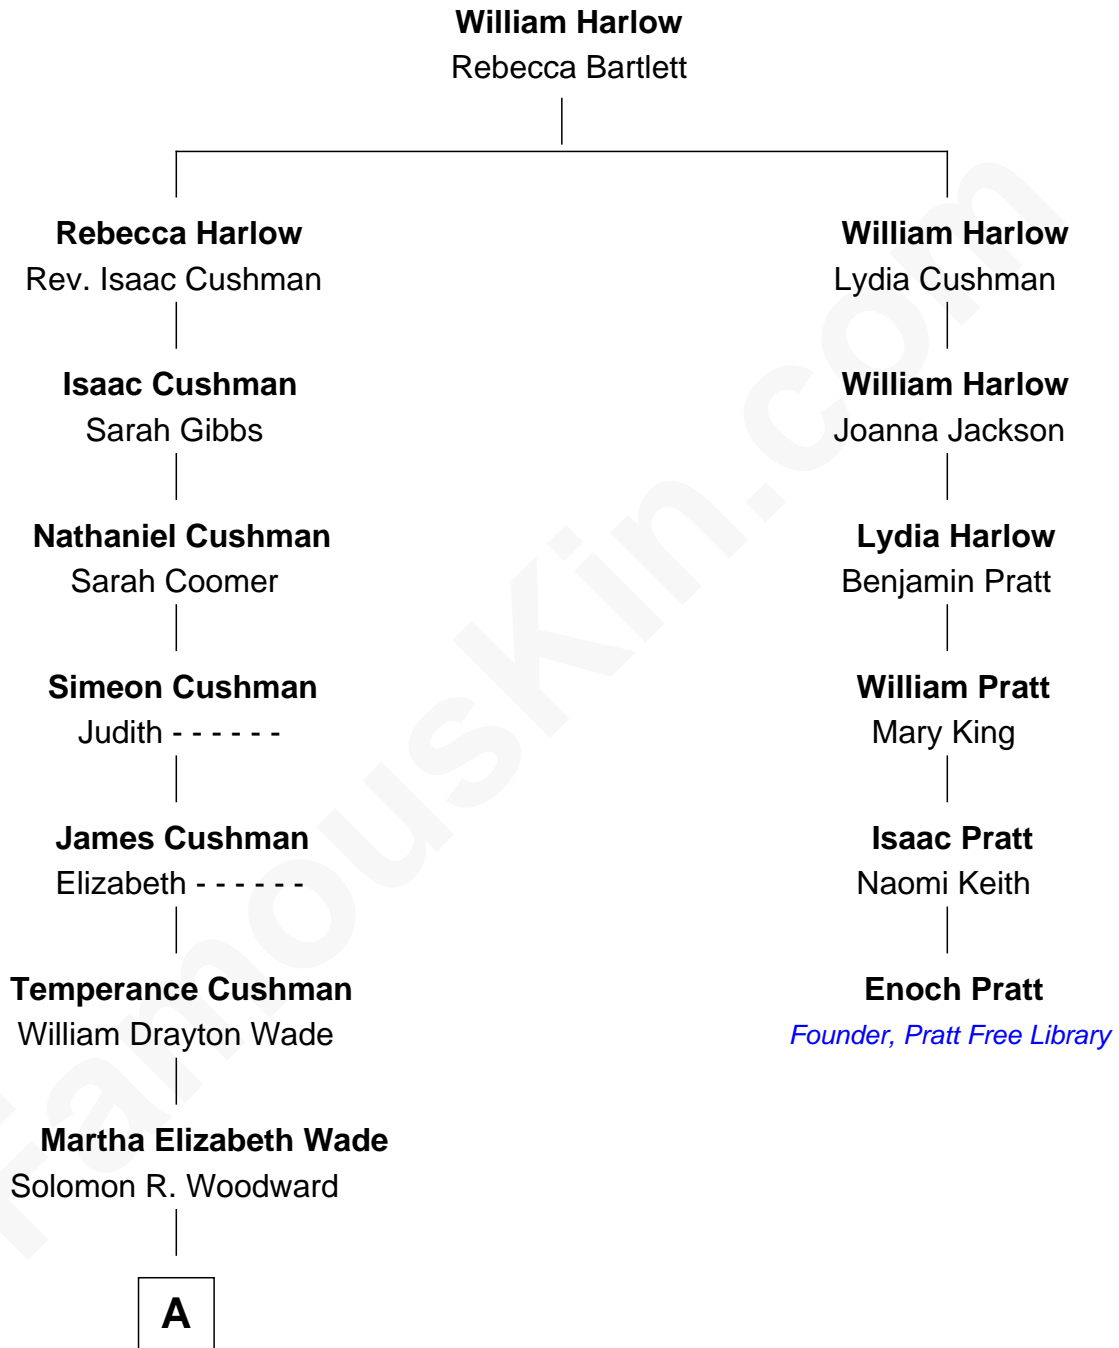 William Harlow
Rebecca Bartlett
Rebecca Harlow
Rev. Isaac Cushman
William Harlow
Lydia Cushman
Isaac Cushman
Sarah Gibbs
William Harlow
Joanna Jackson
Nathaniel Cushman
Sarah Coomer
Lydia Harlow
Benjamin Pratt
Simeon Cushman
Judith - - - - - -
William Pratt
Mary King
James Cushman
Elizabeth - - - - - -
Isaac Pratt
Naomi Keith
Temperance Cushman
William Drayton Wade
Enoch Pratt
Founder, Pratt Free Library
Martha Elizabeth Wade
Solomon R. Woodward
A
FamousKin.com